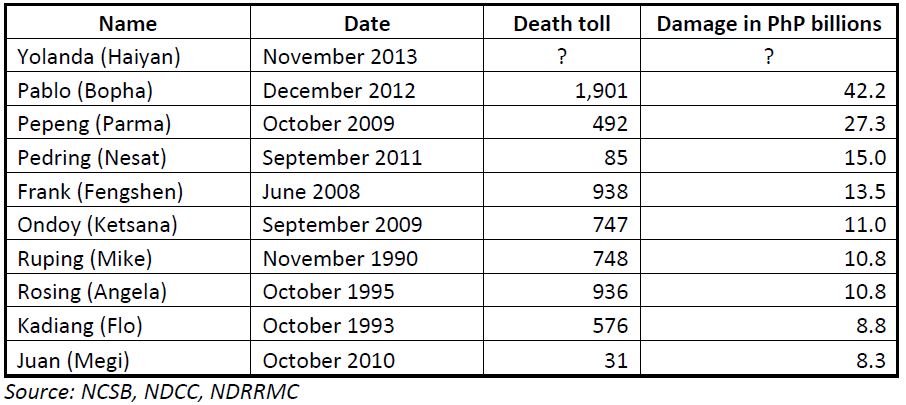 Name Date Death toll Damage in PhP billions
Yolanda (Haiyan) November 2013 ? ?
Pablo (Bopha) December 2012 1,901 42.2
Pepeng (Parma) October 2009 492 27.3
Pedring (Nesat) September 2011 85 15.0
Frank (Fengshen) June 2008 938 13.5
Ondoy (Ketsana) September 2009 747 11.0
Ruping (Mike) November 1990 748 10.8
Rosing (Angela) October 1995 936 10.8
Kadiang (Flo) October 1993 576 8.8
Juan (Megi) October 2010 31 8.3
Source: NCSB, NDCC, NDRRMC